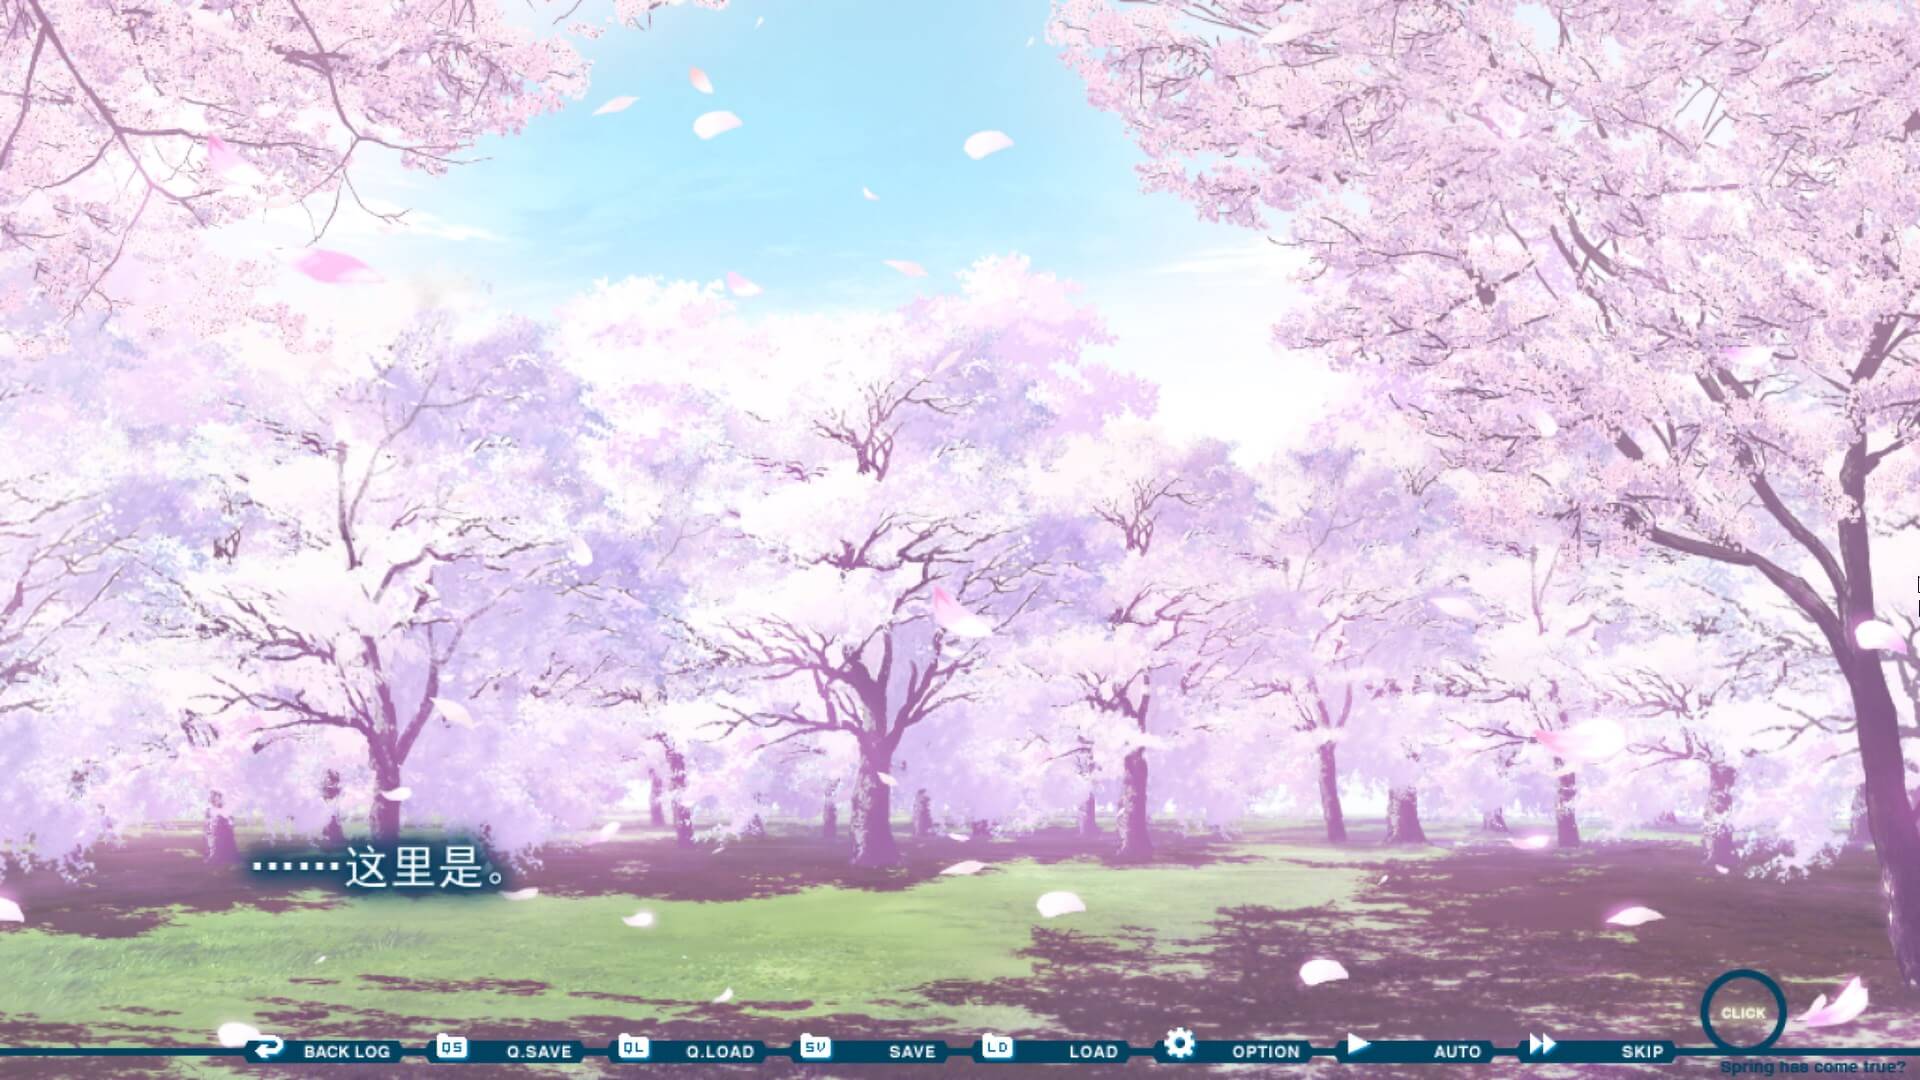 ……这里是。
CLICK
BACK LOG
QS Q.SAVE
QL Q.LOAD
SV SAVE
LD LOAD
OPTION
AUTO
SKIP
Spring has come true?